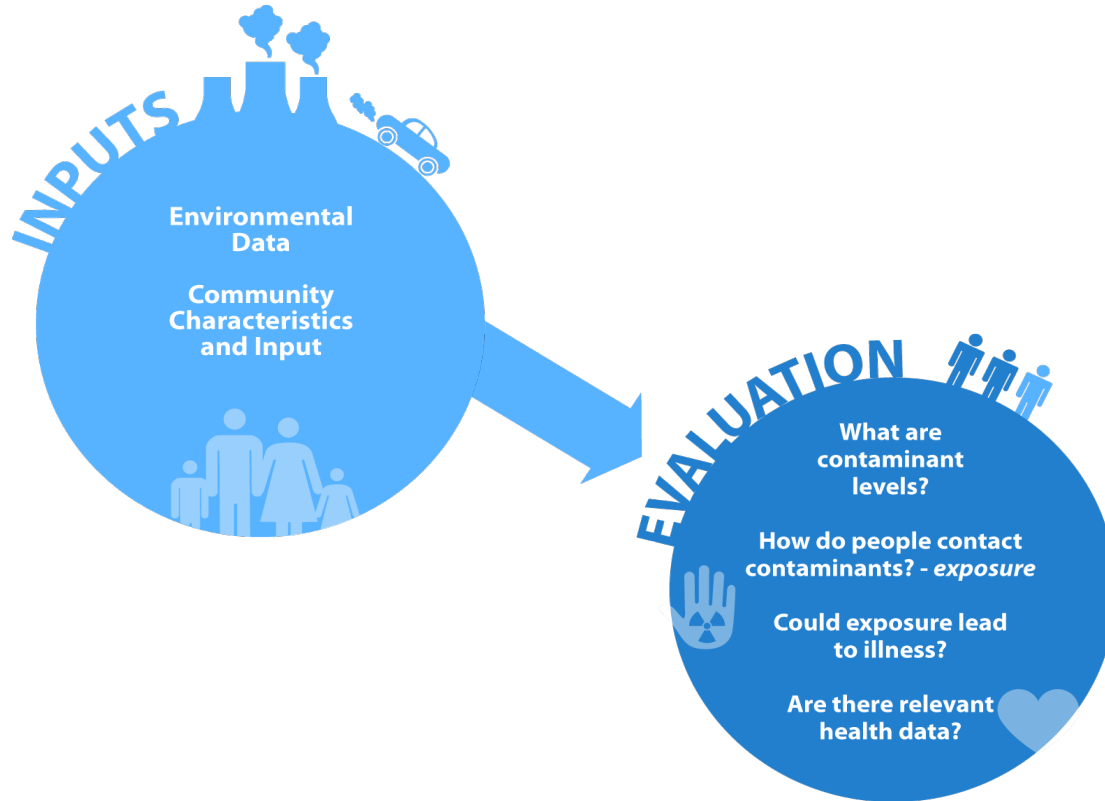 INPUTS
Environmental
Data
Community
Characteristics
and Input
EVALUATION
What are
contaminant
levels?
How do people contact
contaminants? - exposure
Could exposure lead
to illness?
Are there relevant
health data?